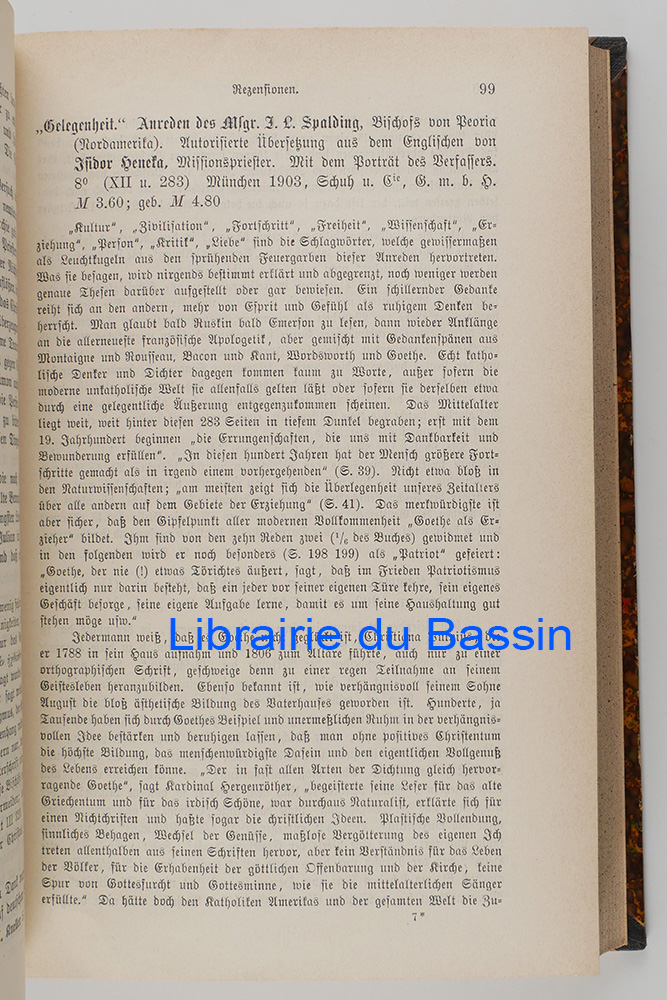 Rezensionen. 99
„Gelegenheit.“ Anreden des Msgr. J. L. Spalding, Bischofs von Peoria
(Nordamerika). Autorisierte Übersetzung aus dem Englischen von
Isidor Heneka, Missionspriester. Mit dem Porträt des Verfassers.
8⁰ (XII u. 283) München 1903, Schuh u. Cie, G. m. b. H.
M 3.60; geb. M 4.80
„Kultur“, „Zivilisation“, „Fortschritt“, „Freiheit“, „Wissenschaft“, „Er-
ziehung“, „Person“, „Kritik“, „Liebe“ sind die Schlagwörter, welche gewissermaßen
als Leuchtkugeln aus den sprühenden Feuergarben dieser Anreden hervortreten.
Was sie besagen, wird nirgends bestimmt erklärt und abgegrenzt, noch weniger werden
genaue Thesen darüber aufgestellt oder gar bewiesen. Ein schillernder Gedanke
reiht sich an den andern, mehr von Esprit und Gefühl als ruhigem Denken be-
herrscht. Man glaubt bald Ruskin bald Emerson zu lesen, dann wieder Anklänge
an die allerneueste französische Apologetik, aber gemischt mit Gedankenspänen aus
Montaigne und Rousseau, Bacon und Kant, Wordsworth und Goethe. Echt katho-
lische Denker und Dichter dagegen kommen kaum zu Worte, außer sofern die
moderne unkatholische Welt sie allenfalls gelten läßt oder sofern sie derselben etwa
durch eine gelegentliche Äußerung entgegenzukommen scheinen. Das Mittelalter
liegt weit, weit hinter diesen 283 Seiten in tiefem Dunkel begraben; erst mit dem
19. Jahrhundert beginnen „die Errungenschaften, die uns mit Dankbarkeit und
Bewunderung erfüllen“. „In diesen hundert Jahren hat der Mensch größere Fort-
schritte gemacht als in irgend einem vorhergehenden“ (S. 39). Nicht etwa bloß in
den Naturwissenschaften; „am meisten zeigt sich die Überlegenheit unseres Zeitalters
über alle andern auf dem Gebiete der Erziehung“ (S. 41). Das merkwürdigste ist
aber sicher, daß den Gipfelpunkt aller modernen Vollkommenheit „Goethe als Er-
zieher“ bildet. Ihm sind von den zehn Reden zwei (¹/₆ des Buches) gewidmet und
in den folgenden wird er noch besonders (S. 198 199) als „Patriot“ gefeiert:
„Goethe, der nie (!) etwas Törichtes äußert, sagt, daß im Frieden Patriotismus
eigentlich nur darin besteht, daß ein jeder vor seiner eigenen Türe kehre, sein eigenes
Geschäft besorge, seine eigene Aufgabe lerne, damit es um seine Haushaltung gut
stehen möge usw.“
Jedermann weiß, daß es Goethe nicht geglückt ist, Christiana Vulpius, die
er 1788 in sein Haus aufnahm und 1806 zum Altare führte, auch nur zu einer
orthographischen Schrift, geschweige denn zu einer regen Teilnahme an seinem
Geistesleben heranzubilden. Ebenso bekannt ist, wie verhängnisvoll seinem Sohne
August die bloß ästhetische Bildung des Vaterhauses geworden ist. Hunderte, ja
Tausende haben sich durch Goethes Beispiel und unermeßlichen Ruhm in der verhängnis-
vollen Idee bestärken und beruhigen lassen, daß man ohne positives Christentum
die höchste Bildung, das menschenwürdigste Dasein und den eigentlichen Vollgenuß
des Lebens erreichen könne. „Der in fast allen Arten der Dichtung gleich hervor-
ragende Goethe“, sagt Kardinal Hergenröther, „begeisterte seine Leser für das alte
Griechentum und für das irdisch Schöne, war durchaus Naturalist, erklärte sich für
einen Nichtchristen und haßte sogar die christlichen Ideen. Plastische Vollendung,
sinnliches Behagen, Wechsel der Genüsse, maßlose Vergötterung des eigenen Ich
treten allenthalben aus seinen Schriften hervor, aber kein Verständnis für das Leben
der Völker, für die Erhabenheit der göttlichen Offenbarung und der Kirche, keine
Spur von Gottesfurcht und Gottesminne, wie sie die mittelalterlichen Sänger
erfüllte.“ Da hätte doch den Katholiken Amerikas und der gesamten Welt die Zu-
7*
Librairie du Bassin